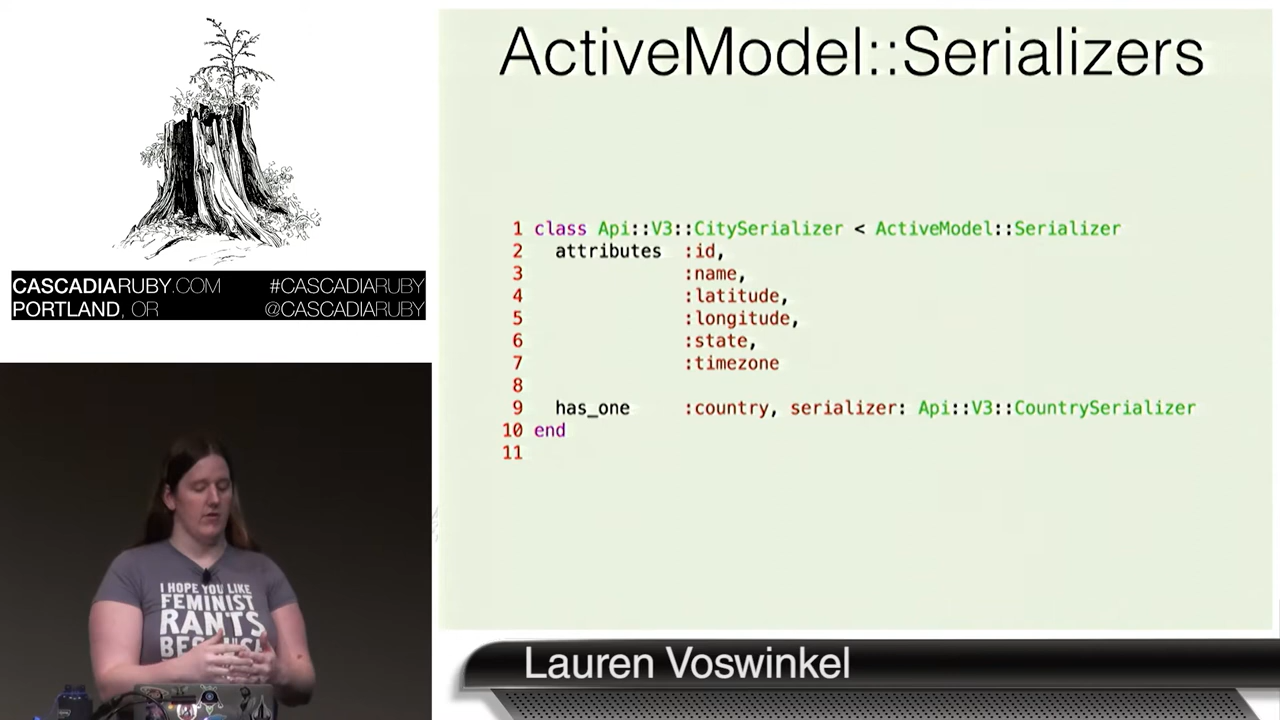 ActiveModel::Serializers
1 class Api::V3::CitySerializer < ActiveModel::Serializer
2 attributes :id,
3 :name,
4 :latitude,
5 :longitude,
6 :state,
7 :timezone
8
9 has_one :country, serializer: Api::V3::CountrySerializer
10 end
11
CASCADIARUBY.COM #CASCADIARUBY
PORTLAND, OR @CASCADIARUBY
I HOPE YOU LIKE
FEMINIST
RANTS
Lauren Voswinkel